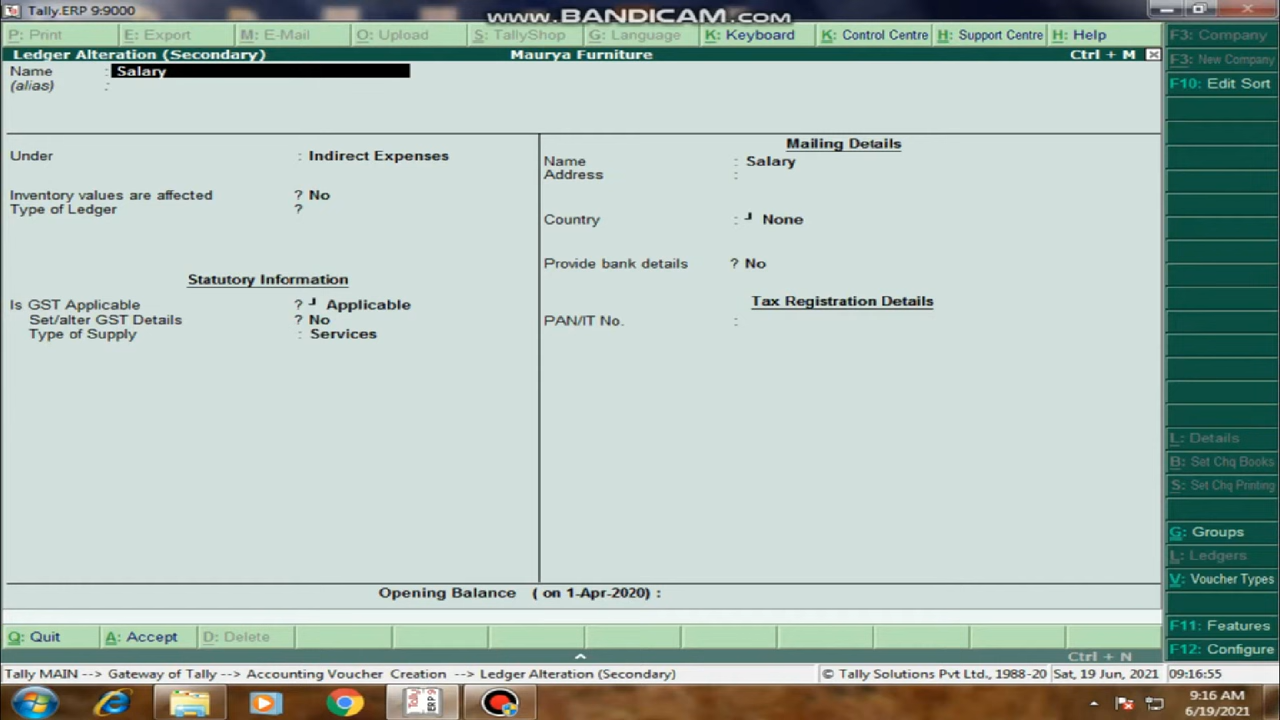 Tally.ERP 9:9000
www.BANDICAM.com
P: Print E: Export M: E-Mail O: Upload S: TallyShop G: Language K: Keyboard K: Control Centre H: Support Centre H: Help F3: Company
Ledger Alteration (Secondary) Maurya Furniture Ctrl + M
F3: New Company
Name : Salary
(alias) :
F10: Edit Sort
Mailing Details
Under : Indirect Expenses
Name : Salary
Address :
Inventory values are affected ? No
Type of Ledger ?
Country : ┘ None
Provide bank details ? No
Statutory Information
Tax Registration Details
Is GST Applicable ? ┘ Applicable
Set/alter GST Details ? No
Type of Supply : Services
PAN/IT No. :
L: Details
B: Set Chq Books
S: Set Chq Printing
G: Groups
L: Ledgers
V: Voucher Types
Opening Balance ( on 1-Apr-2020) :
F11: Features
Q: Quit A: Accept D: Delete
F12: Configure
Ctrl + N
Tally MAIN --> Gateway of Tally --> Accounting Voucher Creation --> Ledger Alteration (Secondary) © Tally Solutions Pvt Ltd., 1988-20 Sat, 19 Jun, 2021 09:16:55
Tally ERP 9
9:16 AM
6/19/2021